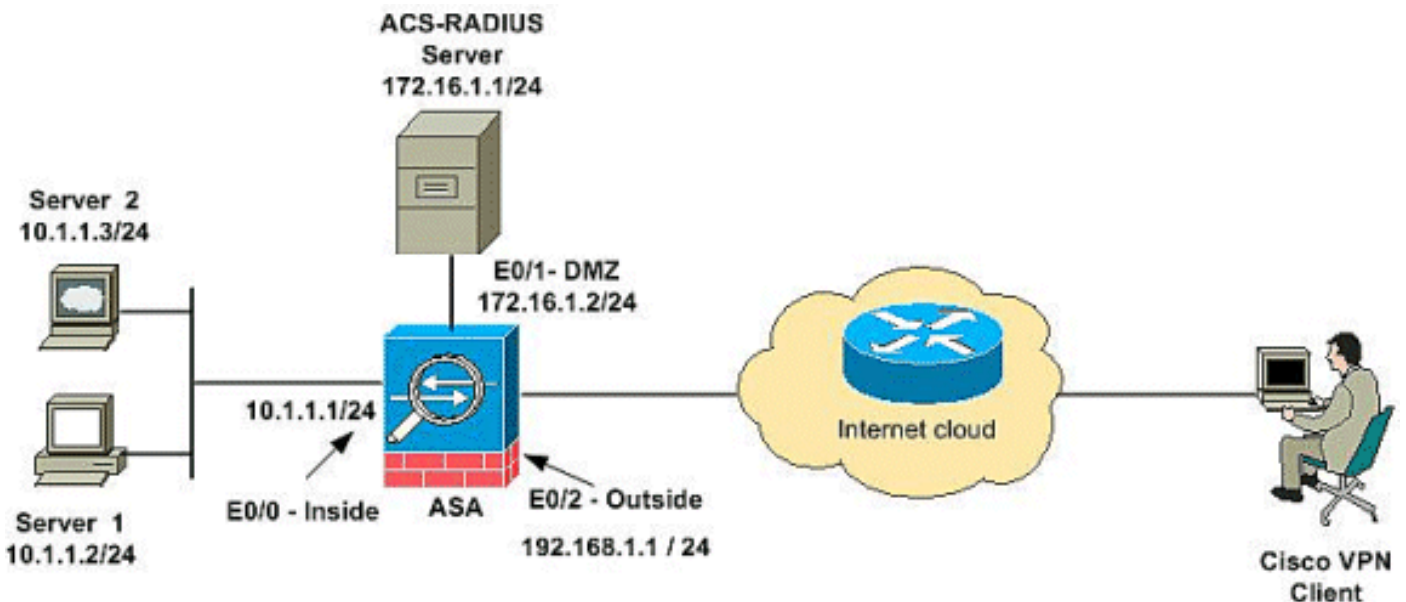 ACS-RADIUS
Server
172.16.1.1/24
Server 2
10.1.1.3/24
E0/1- DMZ
172.16.1.2/24
10.1.1.1/24
Internet cloud
E0/0 - Inside
ASA
E0/2 - Outside
192.168.1.1 / 24
Server 1
10.1.1.2/24
Cisco VPN
Client